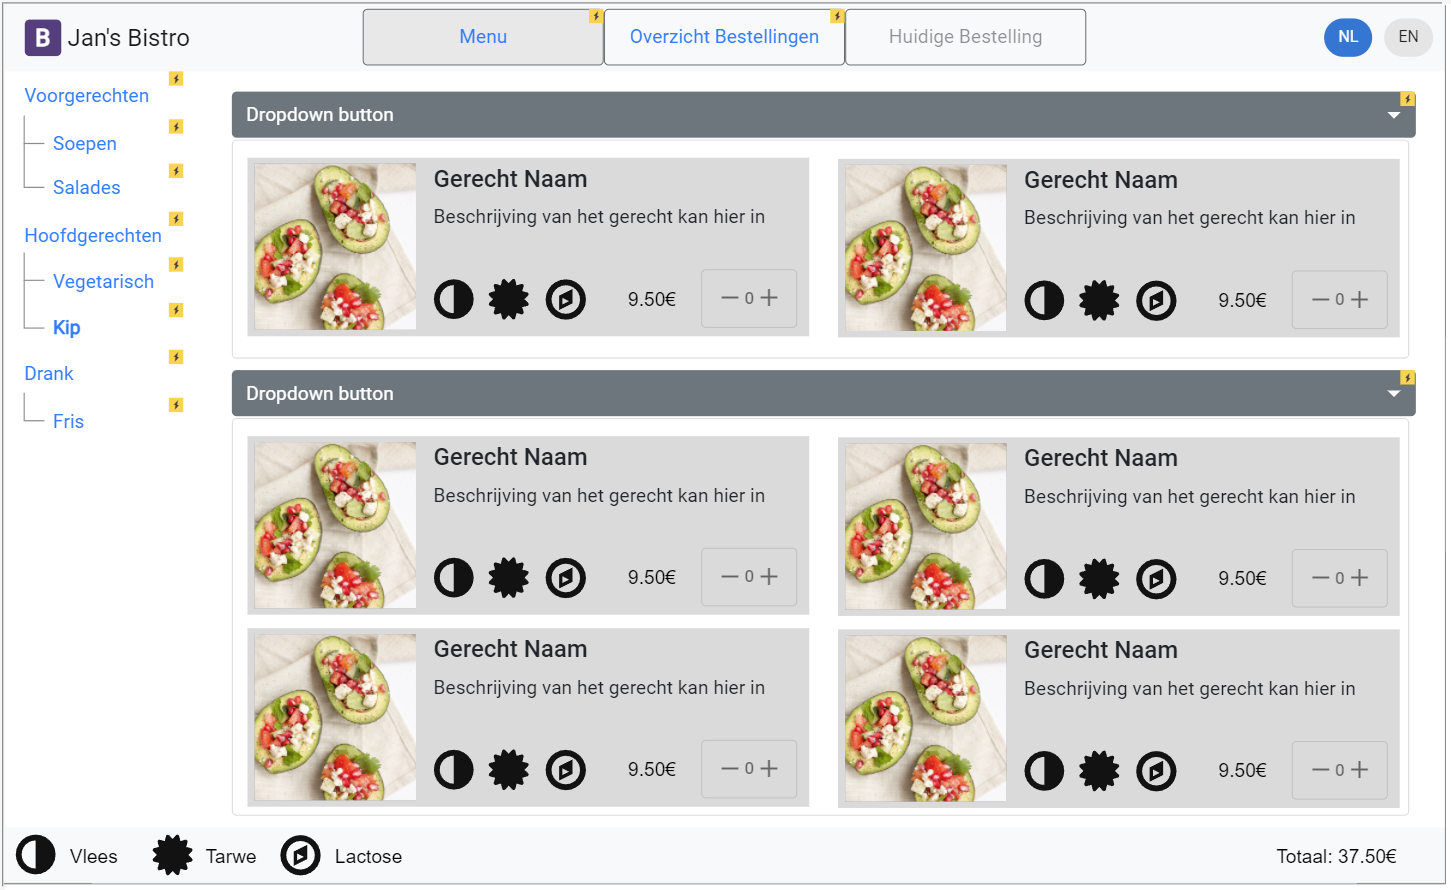 B Jan's Bistro
Menu
Overzicht Bestellingen
Huidige Bestelling
NL
EN
Voorgerechten
Soepen
Salades
Hoofdgerechten
Vegetarisch
Kip
Drank
Fris
Dropdown button
Gerecht Naam
Beschrijving van het gerecht kan hier in
9.50€
0
Gerecht Naam
Beschrijving van het gerecht kan hier in
9.50€
0
Dropdown button
Gerecht Naam
Beschrijving van het gerecht kan hier in
9.50€
0
Gerecht Naam
Beschrijving van het gerecht kan hier in
9.50€
0
Gerecht Naam
Beschrijving van het gerecht kan hier in
9.50€
0
Gerecht Naam
Beschrijving van het gerecht kan hier in
9.50€
0
Vlees
Tarwe
Lactose
Totaal: 37.50€